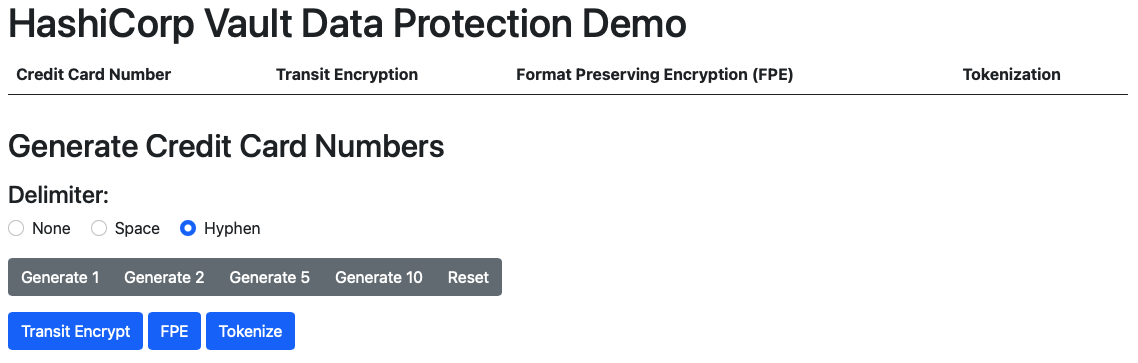 HashiCorp Vault Data Protection Demo
Credit Card Number Transit Encryption Format Preserving Encryption (FPE) Tokenization
Generate Credit Card Numbers
Delimiter:
None Space Hyphen
Generate 1 Generate 2 Generate 5 Generate 10 Reset
Transit Encrypt FPE Tokenize